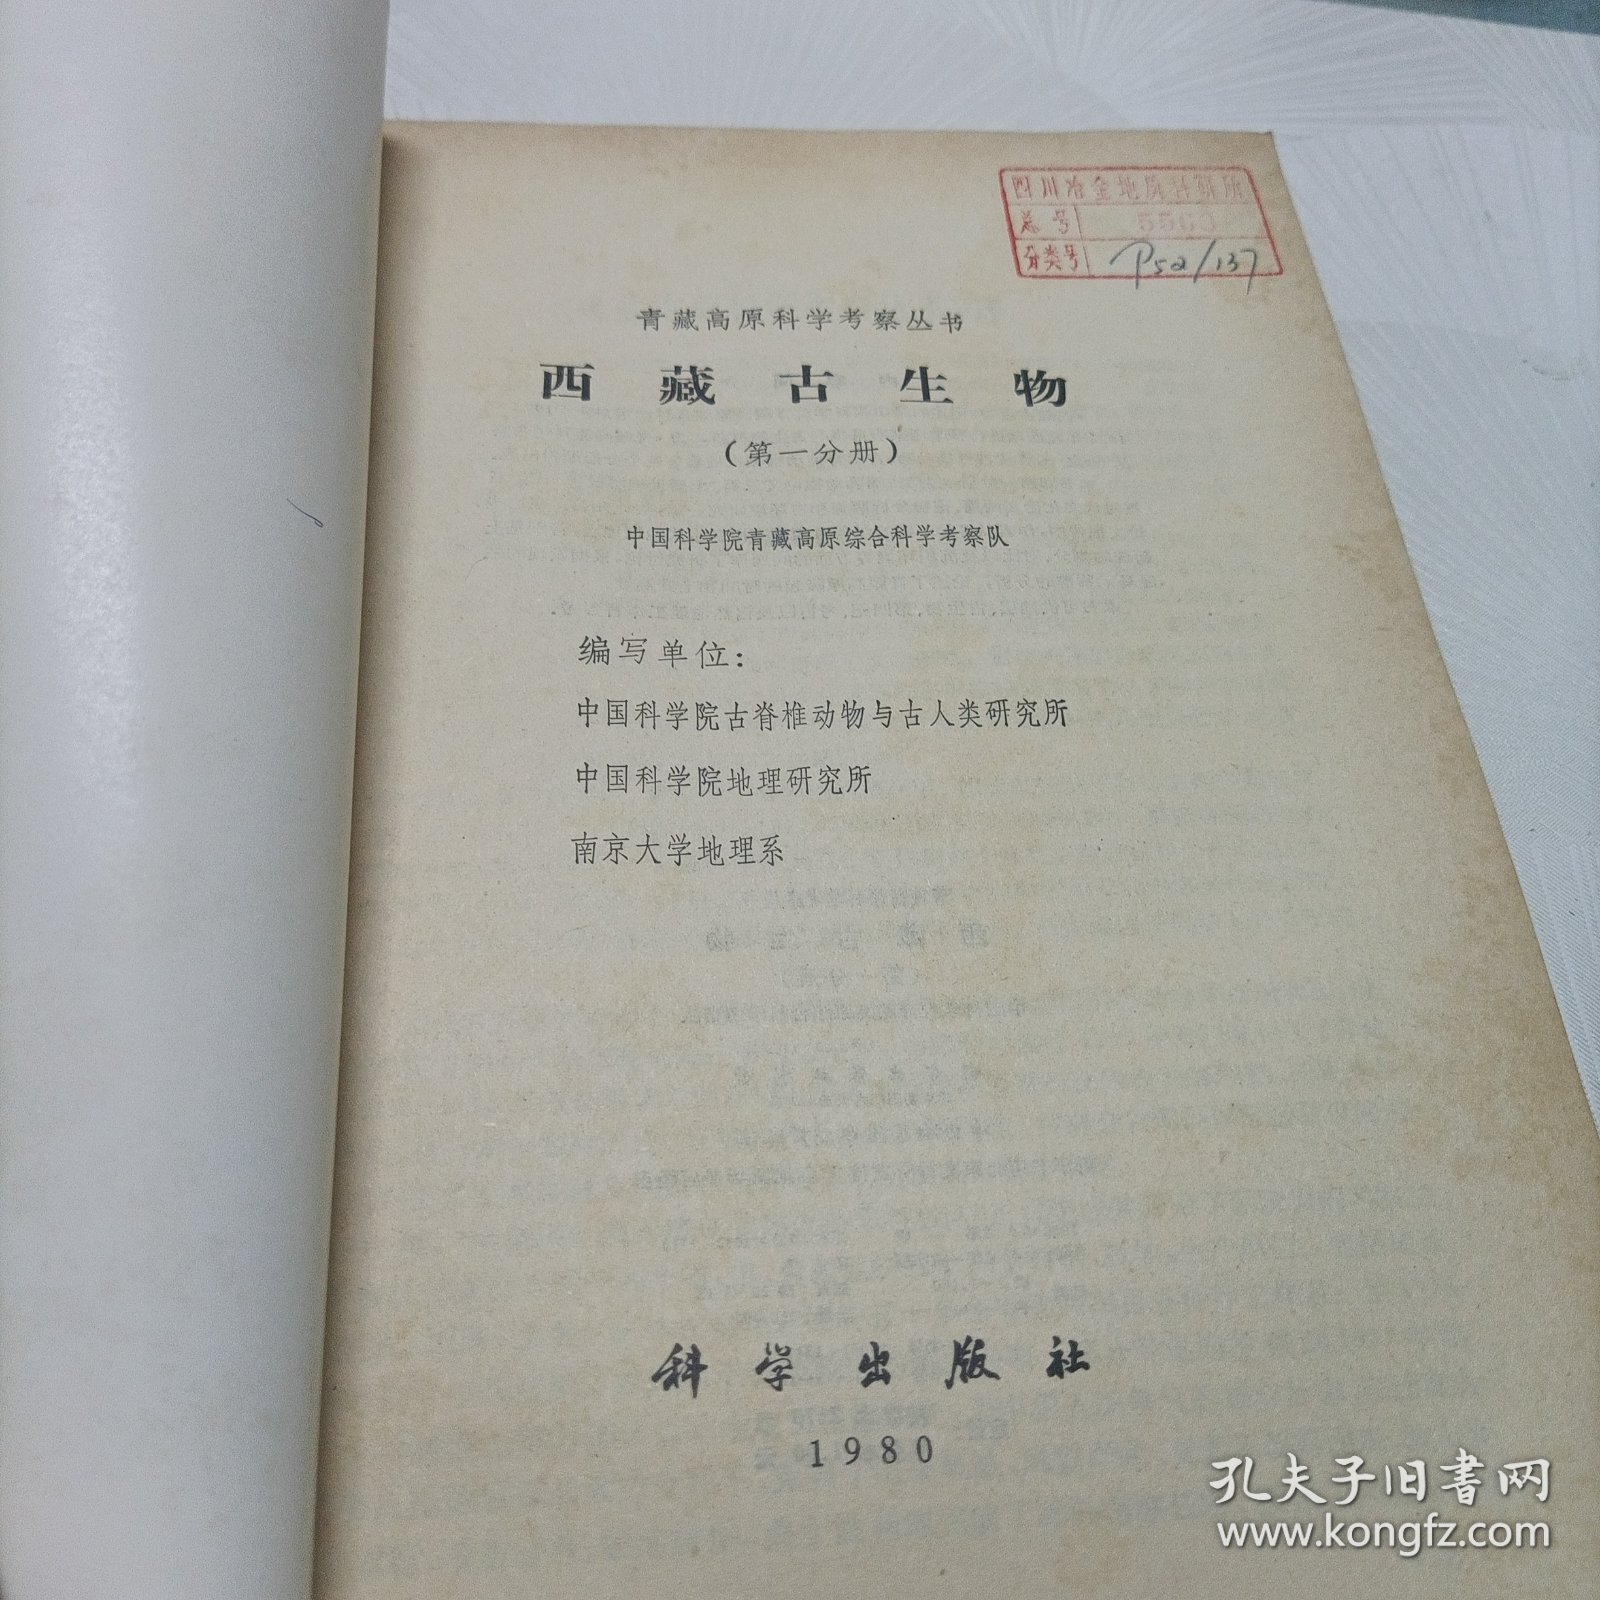 四川冶金地质科研所
总号 5563
分类号 P52/137
青藏高原科学考察丛书
西藏古生物
(第一分册)
中国科学院青藏高原综合科学考察队
编写单位:
中国科学院古脊椎动物与古人类研究所
中国科学院地理研究所
南京大学地理系
科学出版社
1980
孔夫子旧书网
www.kongfz.com